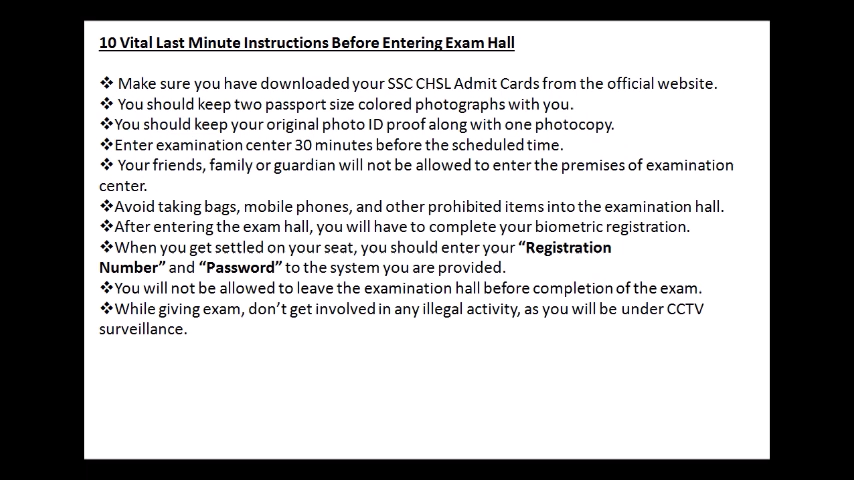 10 Vital Last Minute Instructions Before Entering Exam Hall
❖ Make sure you have downloaded your SSC CHSL Admit Cards from the official website.
❖ You should keep two passport size colored photographs with you.
❖You should keep your original photo ID proof along with one photocopy.
❖Enter examination center 30 minutes before the scheduled time.
❖ Your friends, family or guardian will not be allowed to enter the premises of examination
center.
❖Avoid taking bags, mobile phones, and other prohibited items into the examination hall.
❖After entering the exam hall, you will have to complete your biometric registration.
❖When you get settled on your seat, you should enter your “Registration
Number” and “Password” to the system you are provided.
❖You will not be allowed to leave the examination hall before completion of the exam.
❖While giving exam, don’t get involved in any illegal activity, as you will be under CCTV
surveillance.